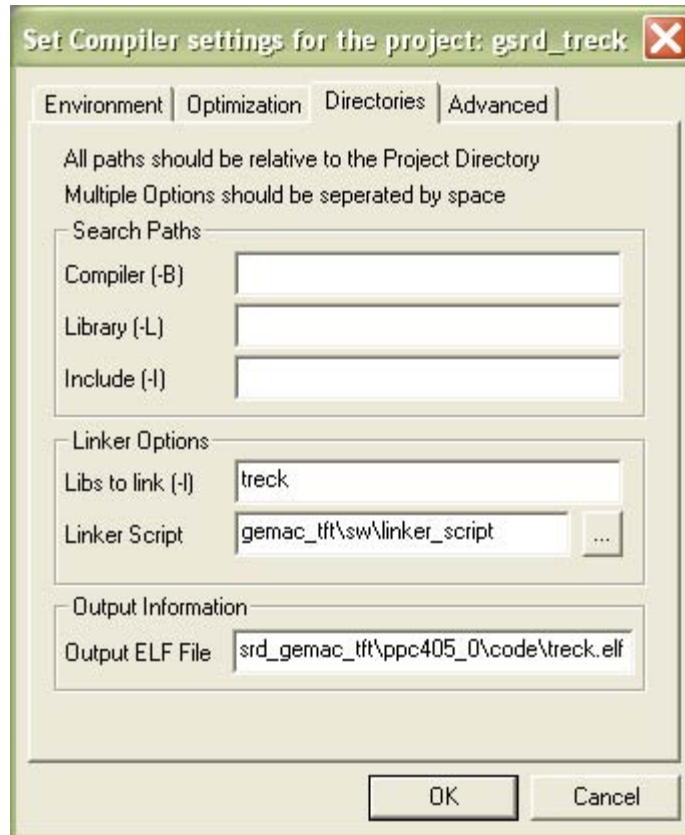 Set Compiler settings for the project: gsrd_treck
Environment Optimization Directories Advanced
All paths should be relative to the Project Directory
Multiple Options should be seperated by space
Search Paths
Compiler (-B)
Library (-L)
Include (-I)
Linker Options
Libs to link (-l) treck
Linker Script gemac_tft\sw\linker_script ...
Output Information
Output ELF File srd_gemac_tft\ppc405_0\code\treck.elf
OK Cancel